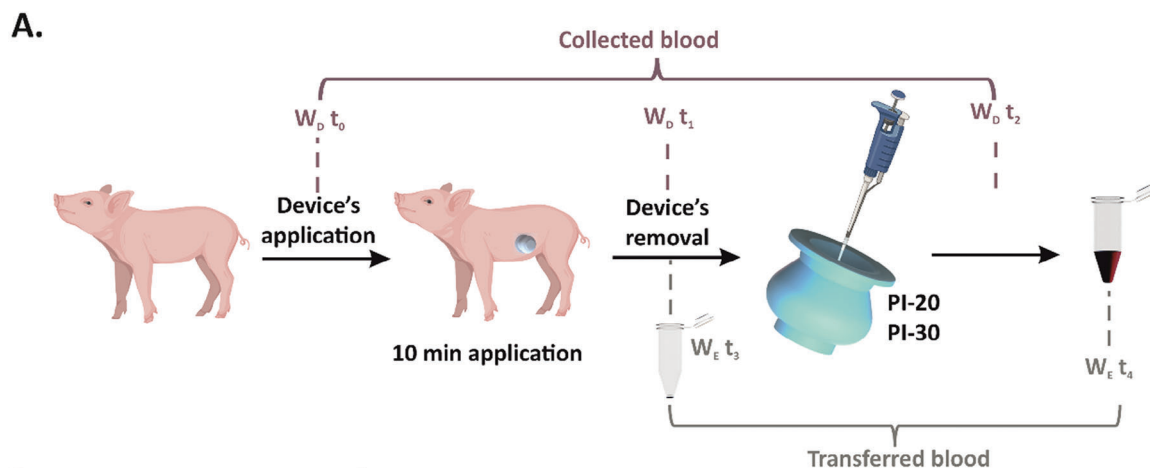 A.
Collected blood
W_D t_0
W_D t_1
W_D t_2
Device's
application
Device's
removal
PI-20
PI-30
10 min application
W_E t_3
W_E t_4
Transferred blood